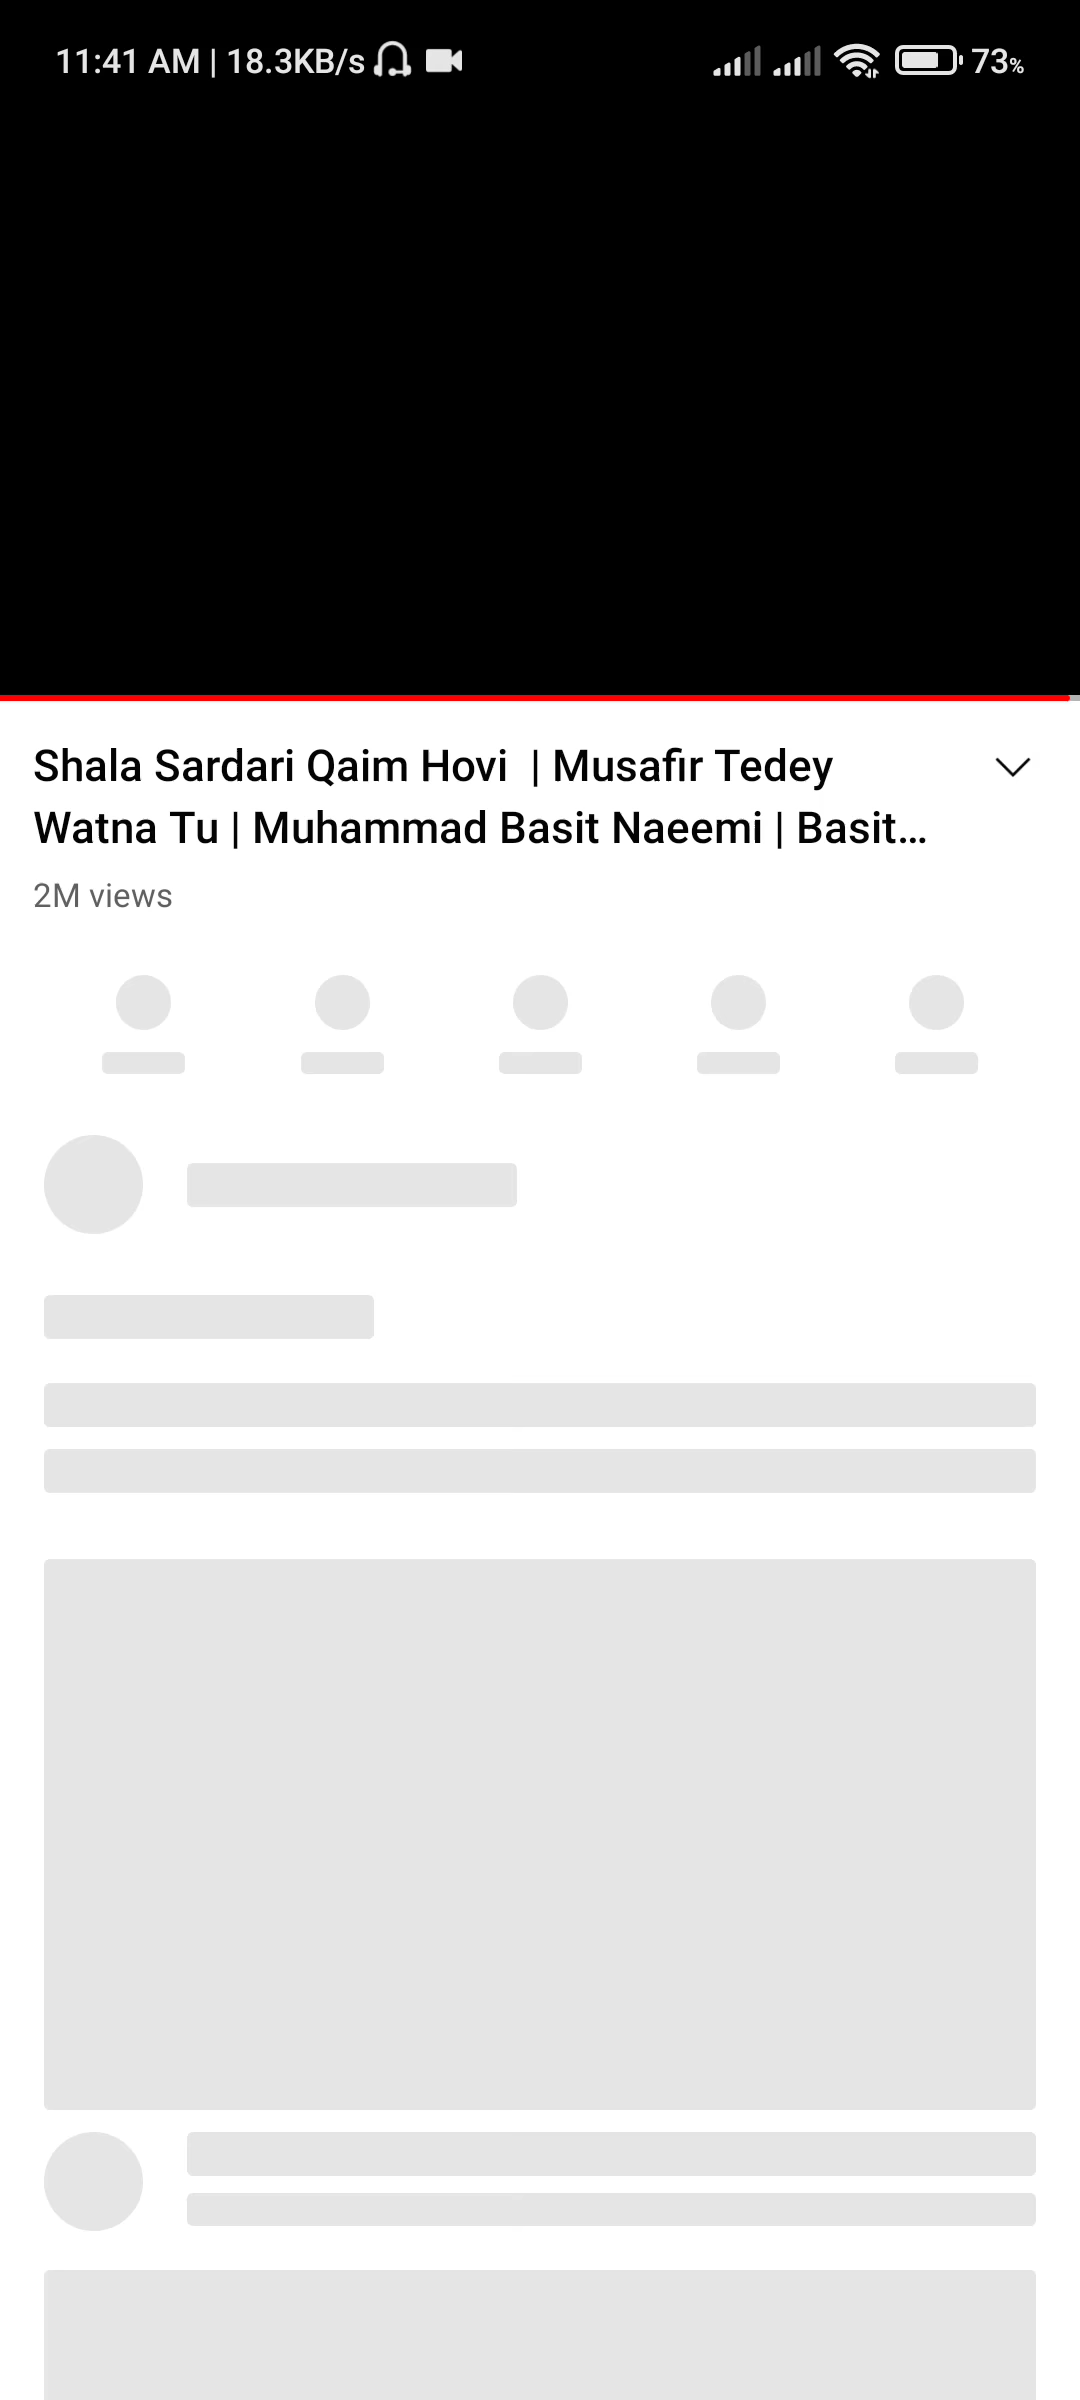 11:41 AM | 18.3KB/s 73%
Shala Sardari Qaim Hovi | Musafir Tedey
Watna Tu | Muhammad Basit Naeemi | Basit...
2M views